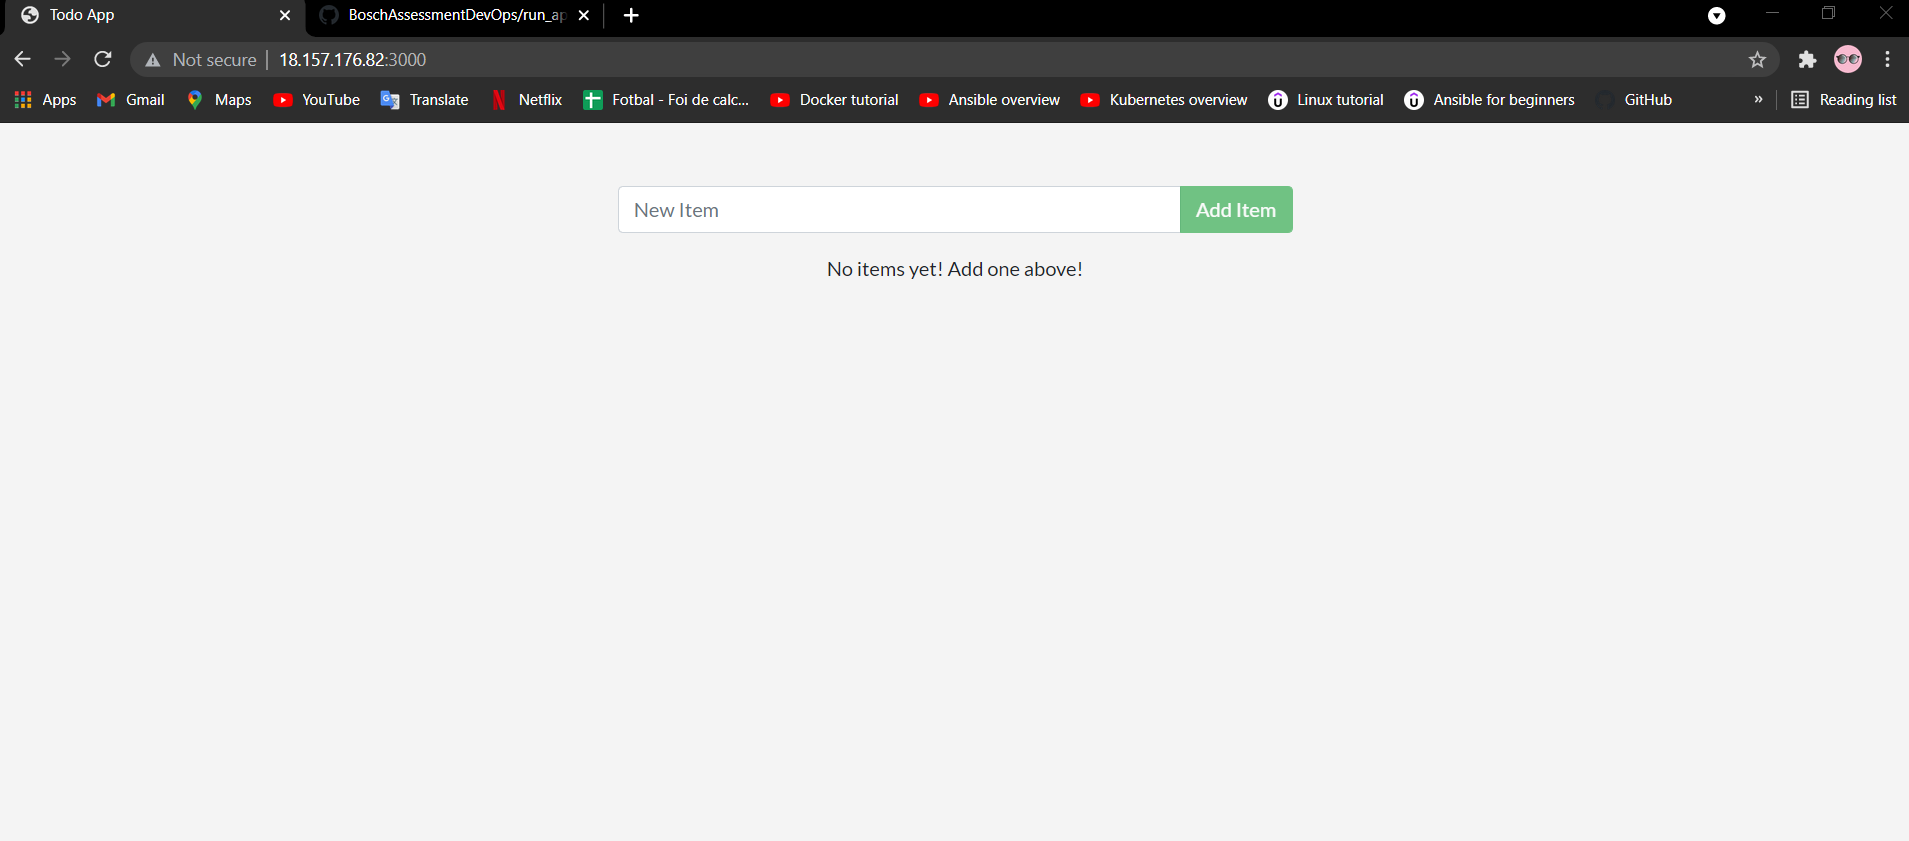 Todo App
BoschAssessmentDevOps/run_ap
Not secure 18.157.176.82:3000
Apps Gmail Maps YouTube Translate Netflix Fotbal - Foi de calc... Docker tutorial Ansible overview Kubernetes overview Linux tutorial Ansible for beginners GitHub » Reading list
New Item Add Item
No items yet! Add one above!